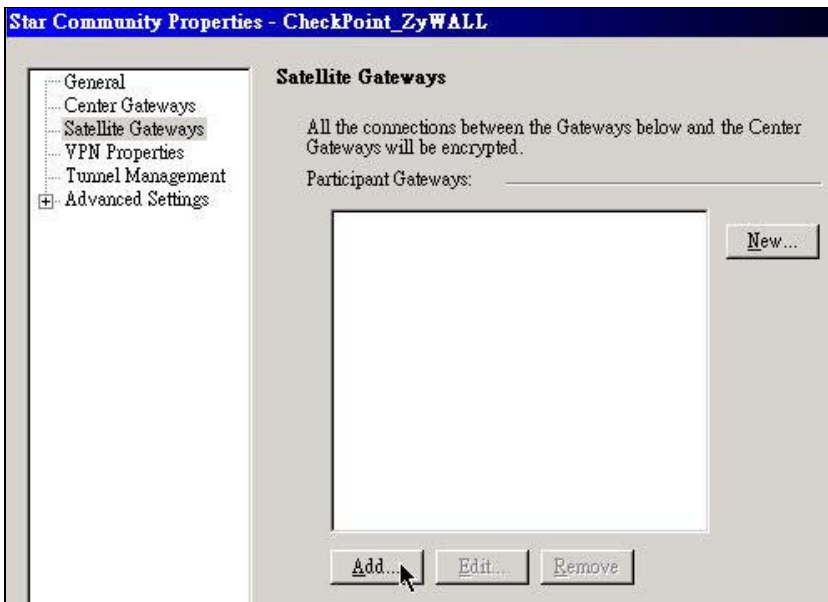 Star Community Properties - CheckPoint_ZyWALL
General
Center Gateways
Satellite Gateways
VPN Properties
Tunnel Management
Advanced Settings
Satellite Gateways
All the connections between the Gateways below and the Center
Gateways will be encrypted.
Participant Gateways:
New...
Add...
Edit...
Remove